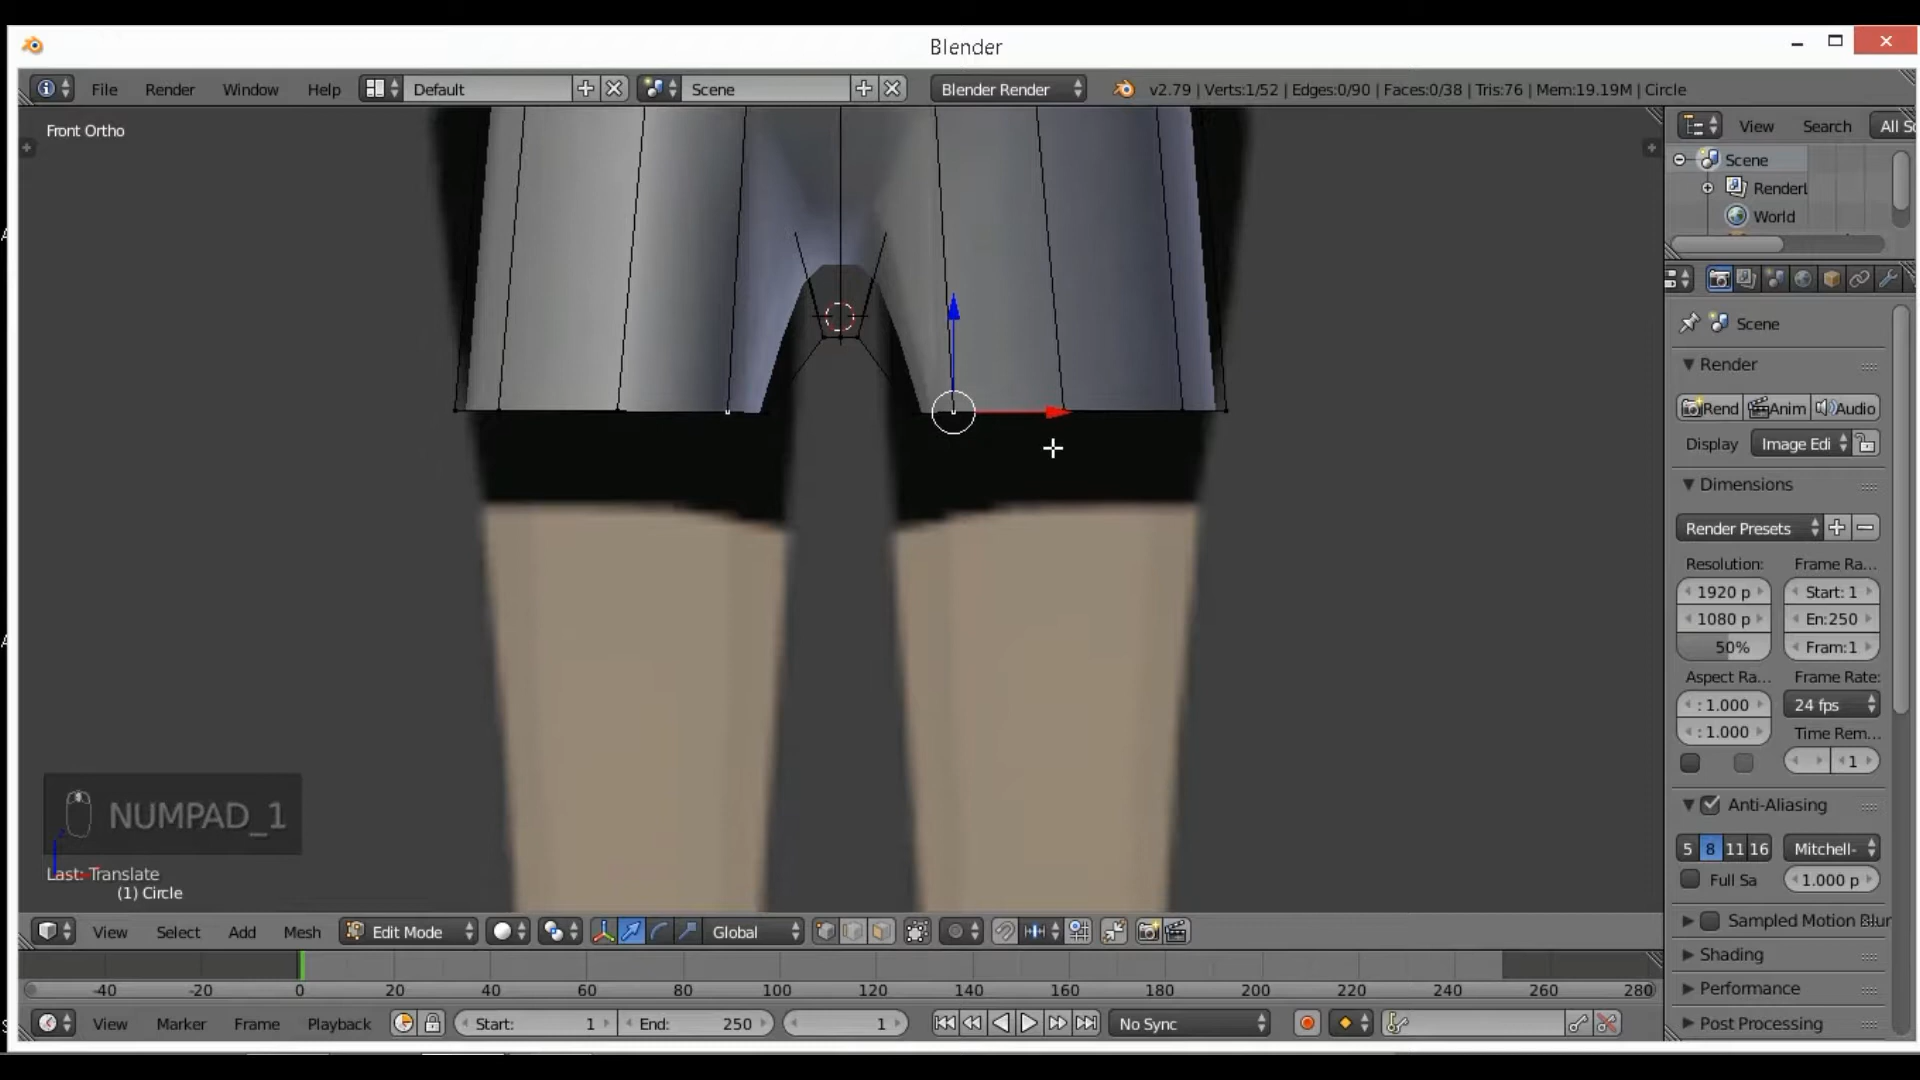 Blender
File Render Window Help Default Scene Blender Render v2.79 | Verts:1/52 | Edges:0/90 | Faces:0/38 | Tris:76 | Mem:19.19M | Circle
Front Ortho
View Search All S
Scene
RenderL
World
Scene
Render
Rend Anim Audio
Display Image Edi
Dimensions
Render Presets
Resolution: Frame Ra...
1920 p Start: 1
1080 p En:250
50% Fram:1
Aspect Ra... Frame Rate:
: 1.000 24 fps
: 1.000 Time Rem...
1
Anti-Aliasing
5 8 11 16 Mitchell-
Full Sa 1.000 p
Sampled Motion Blur
Shading
Performance
Post Processing
NUMPAD_1
Last: Translate
(1) Circle
View Select Add Mesh Edit Mode Global
-40 -20 0 20 40 60 80 100 120 140 160 180 200 220 240 260 280
View Marker Frame Playback Start: 1 End: 250 1 No Sync